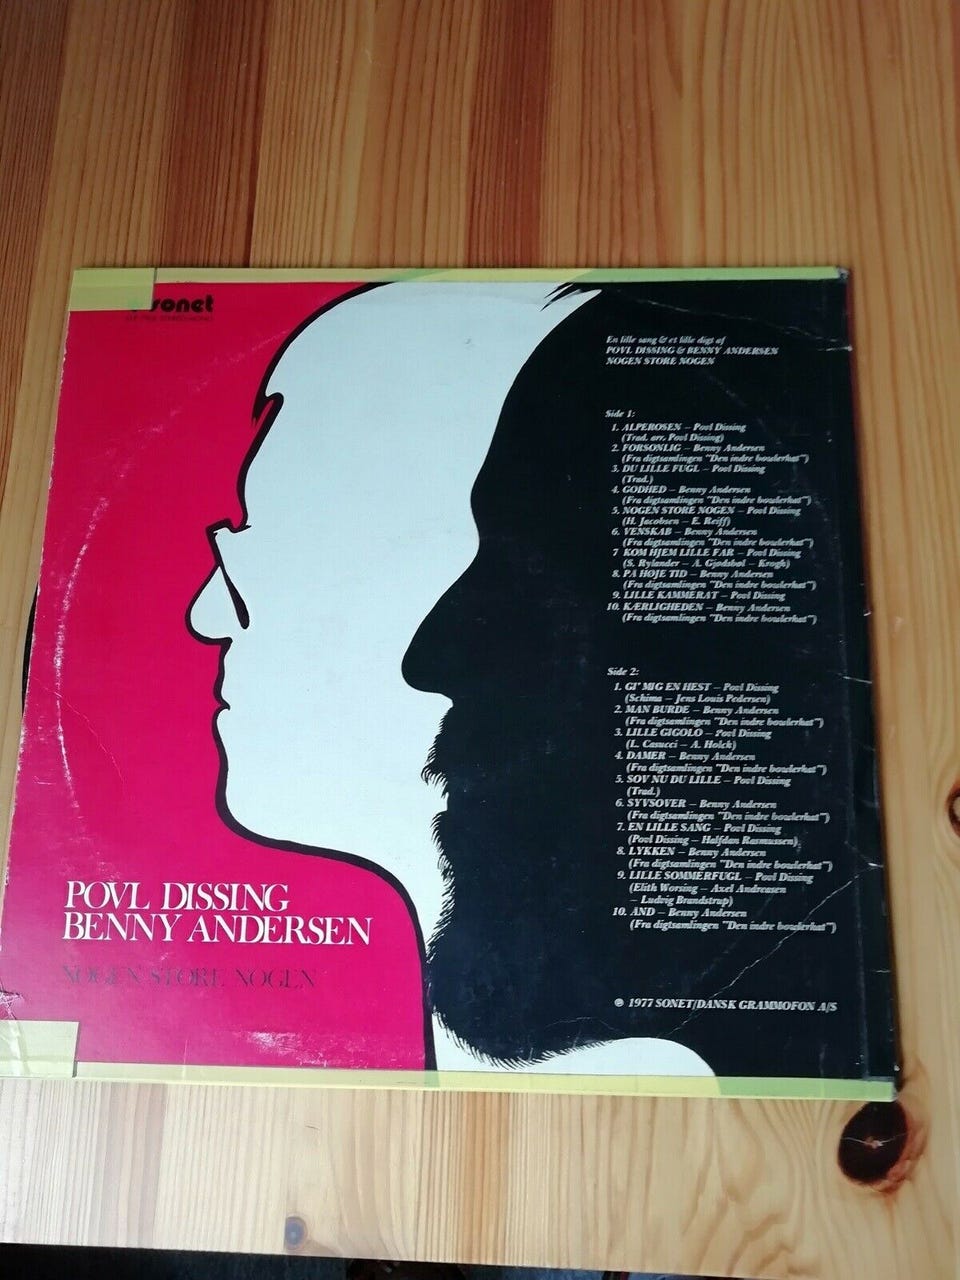 sonet
En lille sang & et lille digt af
POVL DISSING & BENNY ANDERSEN
NOGEN STORE NOGEN
Side 1:
1. ALPEROSEN – Povl Dissing
(Trad. arr. Povl Dissing)
2. FORSONLIG – Benny Andersen
(Fra digtsamlingen "Den indre bowlerhat")
3. DU LILLE FUGL – Povl Dissing
(Trad.)
4. GODHED – Benny Andersen
(Fra digtsamlingen "Den indre bowlerhat")
5. NOGEN STORE NOGEN – Povl Dissing
(H. Jacobsen – E. Reiff)
6. VENSKAB – Benny Andersen
(Fra digtsamlingen "Den indre bowlerhat")
7 KOM HJEM LILLE FAR – Povl Dissing
(S. Rylander – A. Gjødsbøl – Krogh)
8. PÅ HØJE TID – Benny Andersen
(Fra digtsamlingen "Den indre bowlerhat")
9. LILLE KAMMERAT – Povl Dissing
10. KÆRLIGHEDEN – Benny Andersen
(Fra digtsamlingen "Den indre bowlerhat")
Side 2:
1. GI' MIG EN HEST – Povl Dissing
(Schima – Jens Louis Pedersen)
2. MAN BURDE – Benny Andersen
(Fra digtsamlingen "Den indre bowlerhat")
3. LILLE GIGOLO – Povl Dissing
(L. Casucci – A. Holck)
4. DAMER – Benny Andersen
(Fra digtsamlingen "Den indre bowlerhat")
5. SOV NU DU LILLE – Povl Dissing
(Trad.)
6. SYVSOVER – Benny Andersen
(Fra digtsamlingen "Den indre bowlerhat")
7. EN LILLE SANG – Povl Dissing
(Povl Dissing – Halfdan Rasmussen)
8. LYKKEN – Benny Andersen
(Fra digtsamlingen "Den indre bowlerhat")
9. LILLE SOMMERFUGL – Povl Dissing
(Elith Worsing – Axel Andreasen
– Ludvig Brandstrup)
10. AND – Benny Andersen
(Fra digtsamlingen "Den indre bowlerhat")
POVL DISSING
BENNY ANDERSEN
NOGEN STORE NOGEN
℗ 1977 SONET/DANSK GRAMMOFON A/S